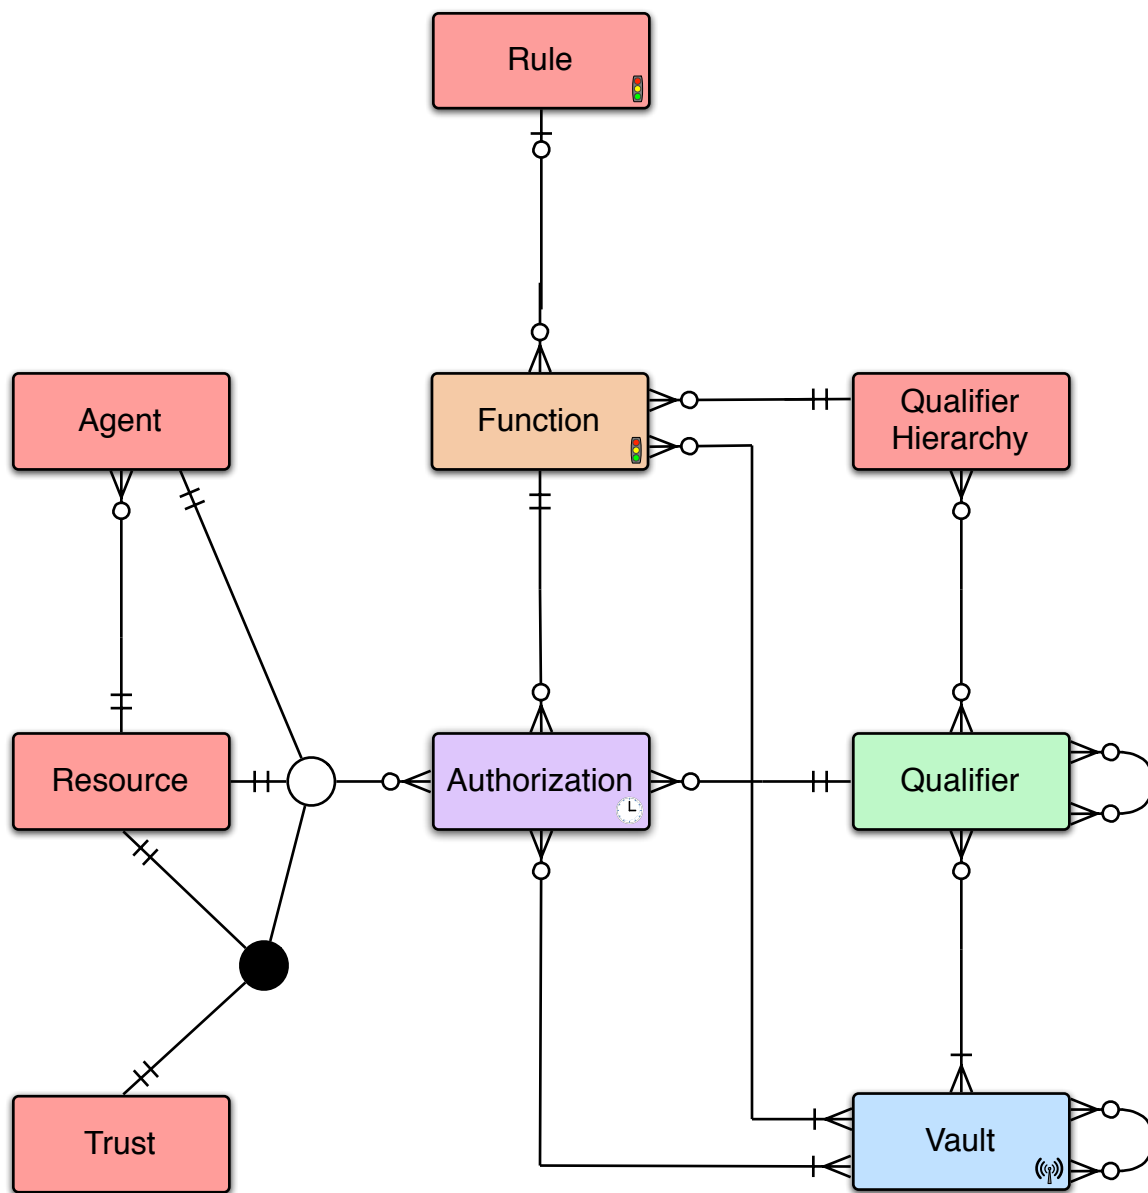 Rule
Agent
Function
Qualifier
Hierarchy
Resource
Authorization
Qualifier
Trust
Vault